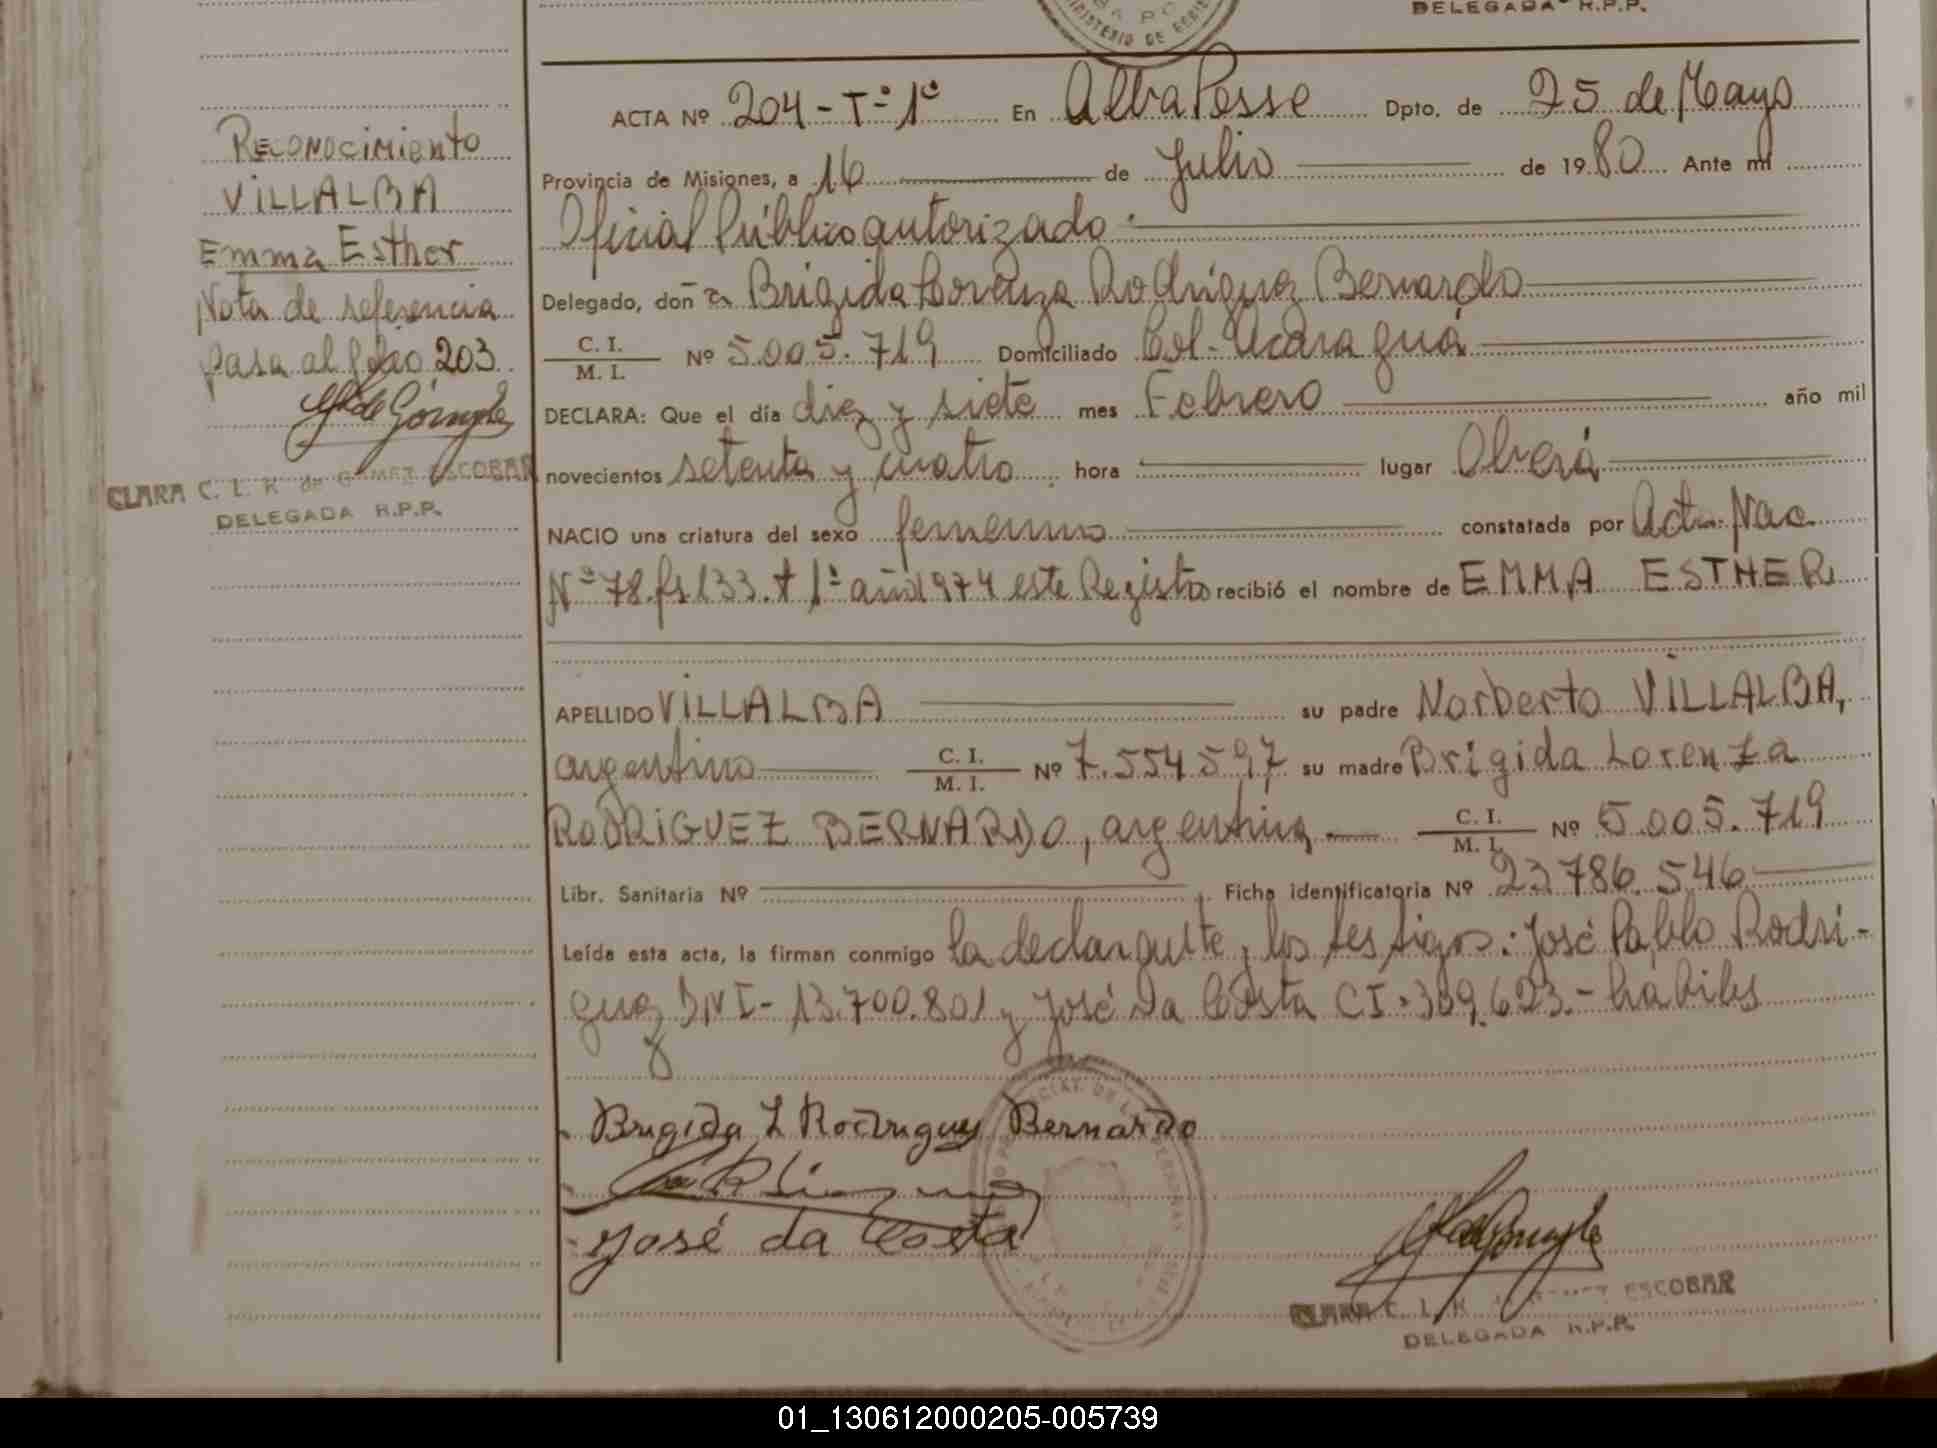 DELEGADA R.P.P.
MINISTERIO DE
ACTA Nº 204 - Tº 1º En Alba Posse Dpto. de 25 de Mayo
Provincia de Misiones, a 16 de Julio de 1980 Ante mí
Oficial Público autorizado
Delegado, don Brigida Lorenza Rodriguez Bernardo
C. I. / M. I. Nº 5.005.719 Domiciliado Col. Acaraguá
DECLARA: Que el día diez y siete mes Febrero año mil
novecientos setenta y cuatro hora lugar Oberá
NACIO una criatura del sexo femenino constatada por Acta Nac
Nº 78 fs 133 t 1º año 1974 este Registro recibió el nombre de EMMA ESTHER
APELLIDO VILLALBA su padre Norberto VILLALBA,
argentino C. I. / M. I. Nº 7.554.597 su madre Brigida Lorenza
RODRIGUEZ BERNARDO, argentina C. I. / M. I. Nº 5.005.719
Libr. Sanitaria Nº Ficha identificatoria Nº 23.786.546
Leída esta acta, la firman conmigo la declarante y los testigos: José Pablo Rodri-
guez DNI - 13.700.801 y José Da Costa CI. 309.623.- hábiles
Brigida L Rodriguez Bernardo
José da Costa
CLARA C. L. K. ESCOBAR
DELEGADA R.P.P.
Reconocimiento
VILLALBA
Emma Esther
Nota de referencia
pasa al folio 203
CLARA C. L. K. de GOMEZ ESCOBAR
DELEGADA R.P.P.
01_130612000205-005739